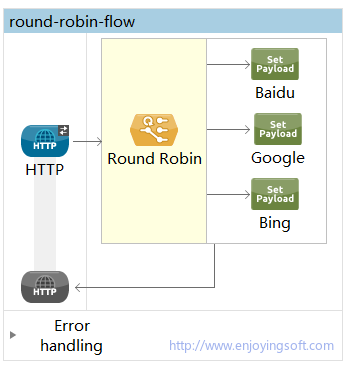 round-robin-flow
Set
Payload
Baidu
HTTP
HTTP
Round Robin
Set
Payload
Google
Set
Payload
Bing
HTTP
Error
handling
http://www.enjoyingsoft.com